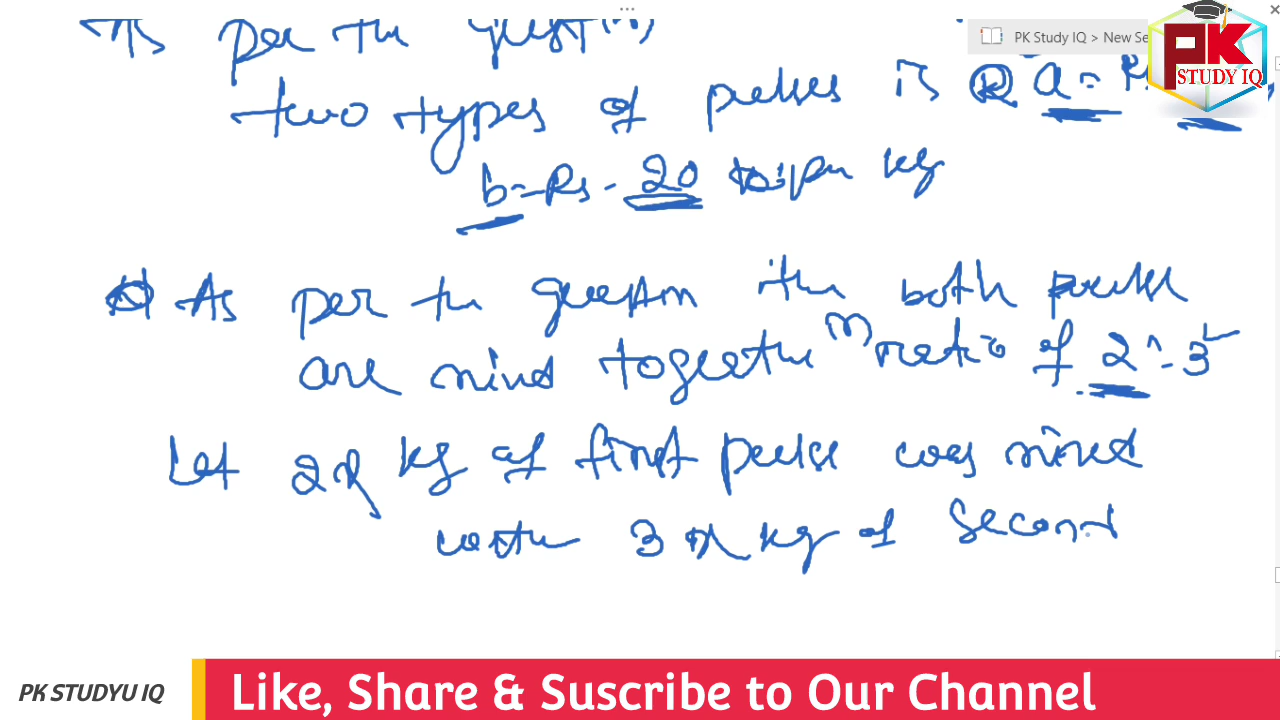 As per the question
PK Study IQ > New Se
PK
STUDY IQ
two types of pulses is a = R
b = Rs - 20 per kg
As per the question the both pulse
are mixed together in ratio of 2:3
Let 2x kg of first pulse was mixed
with 3x kg of second
PK STUDYU IQ
Like, Share & Suscribe to Our Channel